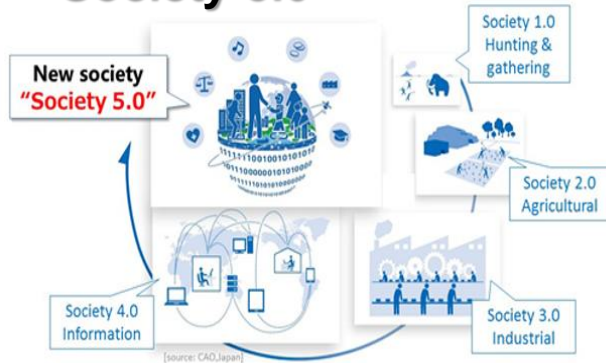 New society
“Society 5.0”
Society 1.0
Hunting &
gathering
Society 2.0
Agricultural
Society 3.0
Industrial
Society 4.0
Information
[source: CAO,Japan]